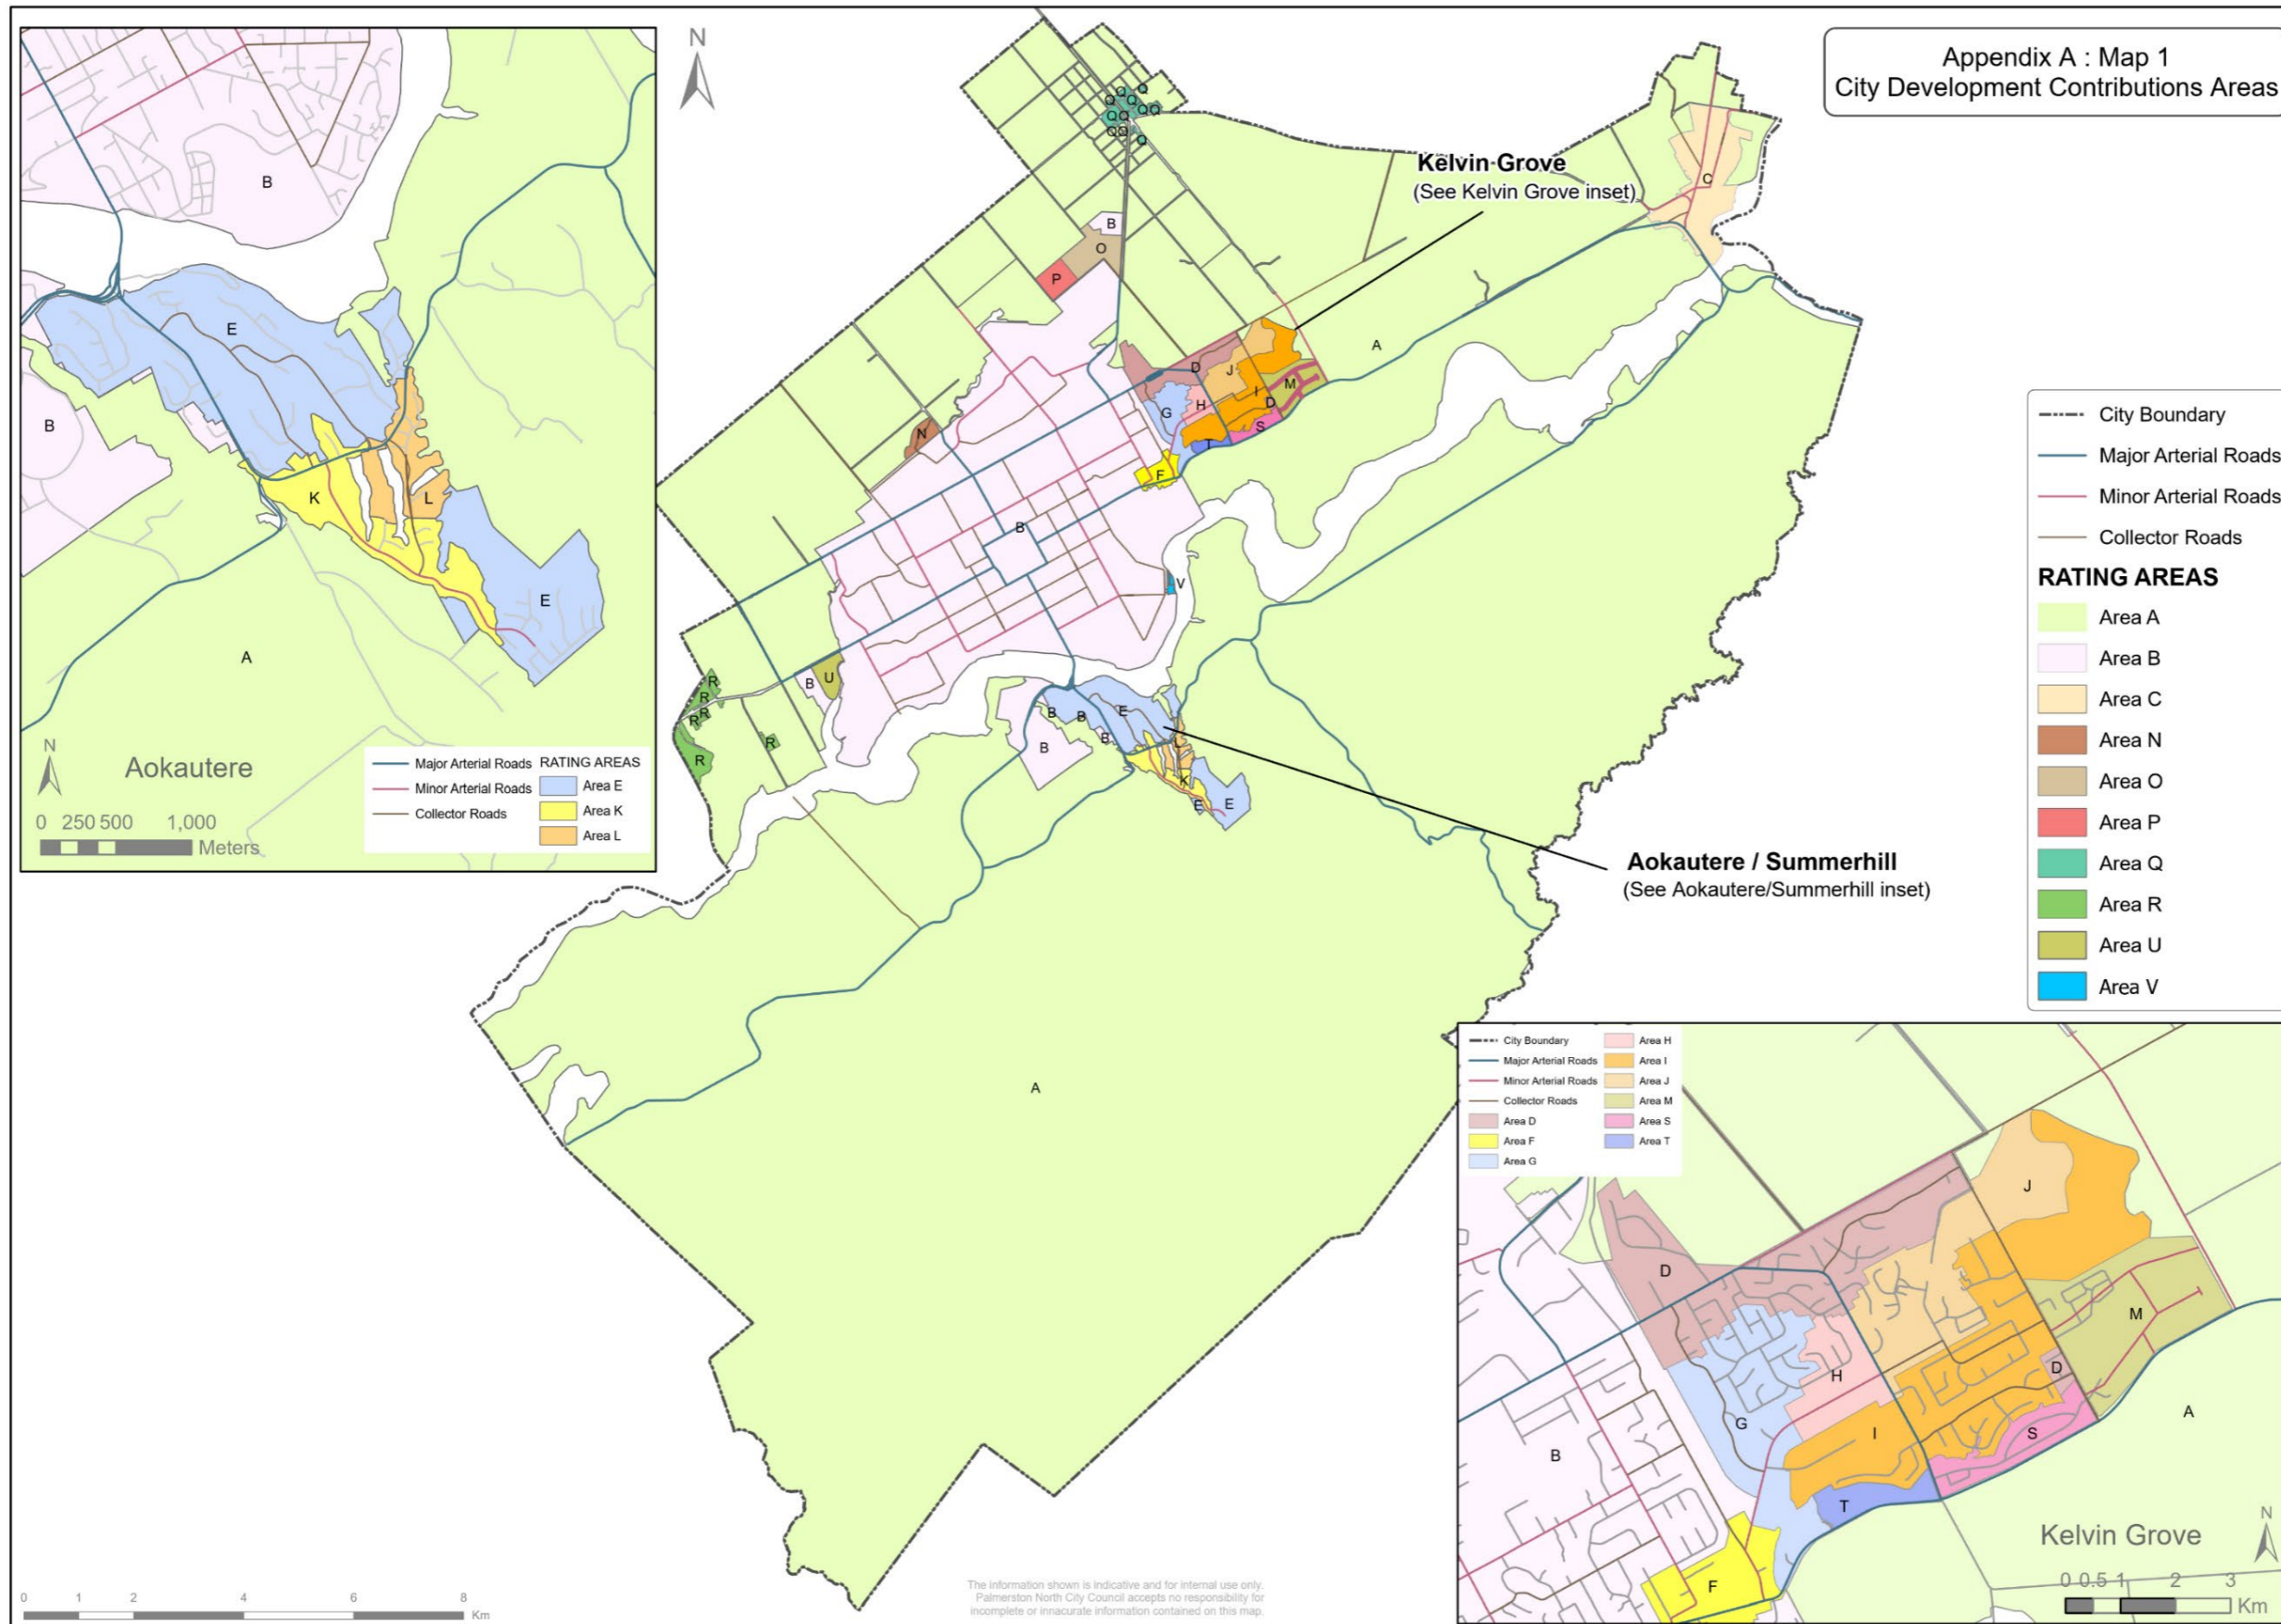 Appendix A : Map 1
City Development Contributions Areas
N
Kelvin Grove
(See Kelvin Grove inset)
Aokautere / Summerhill
(See Aokautere/Summerhill inset)
Q
Q
Q
Q
Q
Q
Q
Q
Q
Q
Q
Q
C
B
O
P
A
D
J
I
M
G
H
D
S
T
F
N
B
V
B
U
R
R
R
R
R
R
B
B
B
B
E
L
K
E
E
A
City Boundary
Major Arterial Roads
Minor Arterial Roads
Collector Roads
RATING AREAS
Area A
Area B
Area C
Area N
Area O
Area P
Area Q
Area R
Area U
Area V
B
E
B
K
L
E
A
N
Aokautere
0 250 500 1,000
Meters
Major Arterial Roads
Minor Arterial Roads
Collector Roads
RATING AREAS
Area E
Area K
Area L
City Boundary
Major Arterial Roads
Minor Arterial Roads
Collector Roads
Area D
Area F
Area G
Area H
Area I
Area J
Area M
Area S
Area T
J
D
M
H
D
G
I
S
A
B
T
F
Kelvin Grove
N
0 0.5 1 2 3
Km
0 1 2 4 6 8
Km
The information shown is indicative and for internal use only.
Palmerston North City Council accepts no responsibility for
incomplete or innacurate information contained on this map.